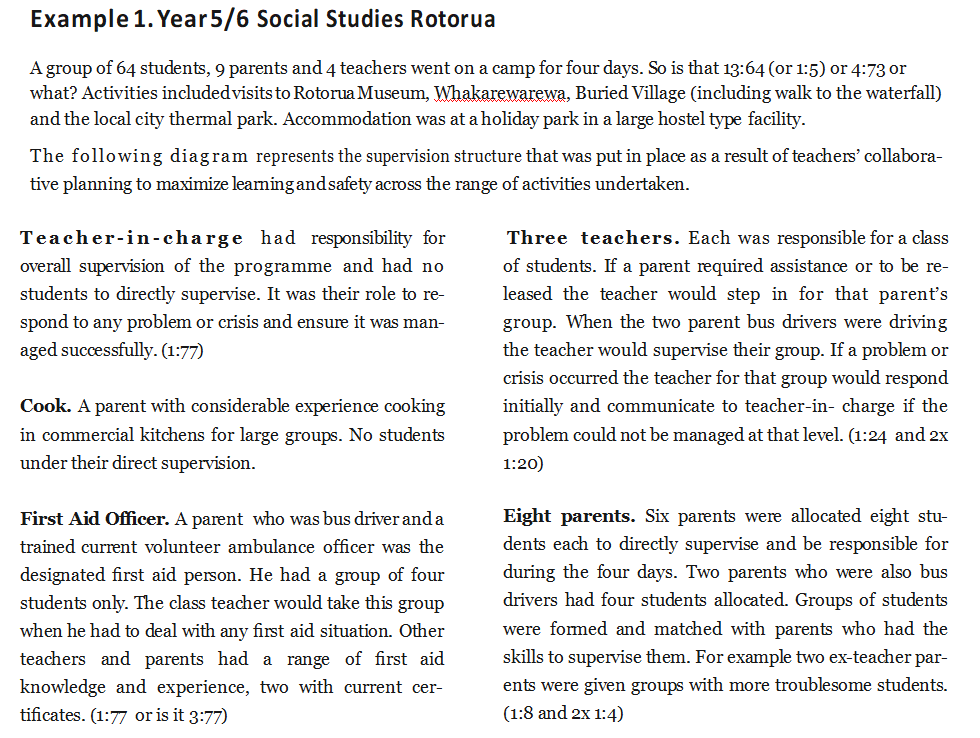 Example 1. Year 5/6 Social Studies Rotorua
A group of 64 students, 9 parents and 4 teachers went on a camp for four days. So is that 13:64 (or 1:5) or 4:73 or
what? Activities included visits to Rotorua Museum, Whakarewarewa, Buried Village (including walk to the waterfall)
and the local city thermal park. Accommodation was at a holiday park in a large hostel type facility.
The following diagram represents the supervision structure that was put in place as a result of teachers’ collabora-
tive planning to maximize learning and safety across the range of activities undertaken.
Teacher-in-charge had responsibility for
overall supervision of the programme and had no
students to directly supervise. It was their role to re-
spond to any problem or crisis and ensure it was man-
aged successfully. (1:77)
Cook. A parent with considerable experience cooking
in commercial kitchens for large groups. No students
under their direct supervision.
First Aid Officer. A parent who was bus driver and a
trained current volunteer ambulance officer was the
designated first aid person. He had a group of four
students only. The class teacher would take this group
when he had to deal with any first aid situation. Other
teachers and parents had a range of first aid
knowledge and experience, two with current cer-
tificates. (1:77 or is it 3:77)
Three teachers. Each was responsible for a class
of students. If a parent required assistance or to be re-
leased the teacher would step in for that parent’s
group. When the two parent bus drivers were driving
the teacher would supervise their group. If a problem or
crisis occurred the teacher for that group would respond
initially and communicate to teacher-in- charge if the
problem could not be managed at that level. (1:24 and 2x
1:20)
Eight parents. Six parents were allocated eight stu-
dents each to directly supervise and be responsible for
during the four days. Two parents who were also bus
drivers had four students allocated. Groups of students
were formed and matched with parents who had the
skills to supervise them. For example two ex-teacher par-
ents were given groups with more troublesome students.
(1:8 and 2x 1:4)